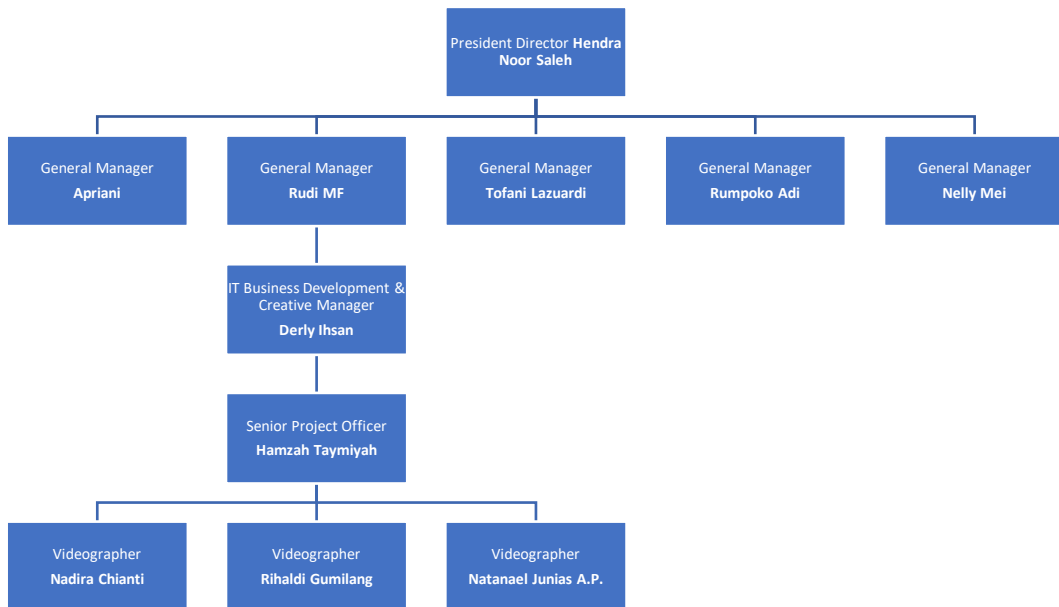 President Director Hendra
Noor Saleh
General Manager
Apriani
General Manager
Rudi MF
General Manager
Tofani Lazuardi
General Manager
Rumpoko Adi
General Manager
Nelly Mei
IT Business Development &
Creative Manager
Derly Ihsan
Senior Project Officer
Hamzah Taymiyah
Videographer
Nadira Chianti
Videographer
Rihaldi Gumilang
Videographer
Natanael Junias A.P.